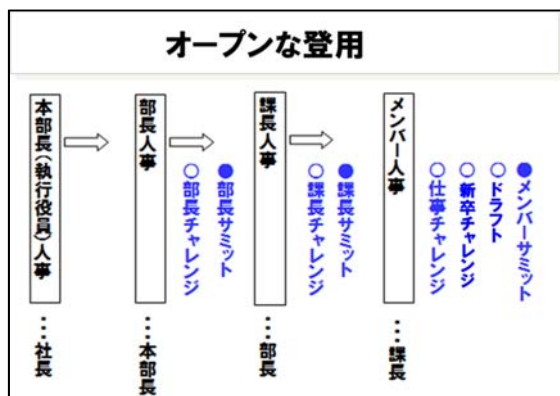 オープンな登用
本部長(執行役員)人事
…社長
部長人事
…本部長
○部長チャレンジ
●部長サミット
課長人事
…部長
○課長チャレンジ
●課長サミット
メンバー人事
…課長
○仕事チャレンジ
○新卒チャレンジ
○ドラフト
●メンバーサミット